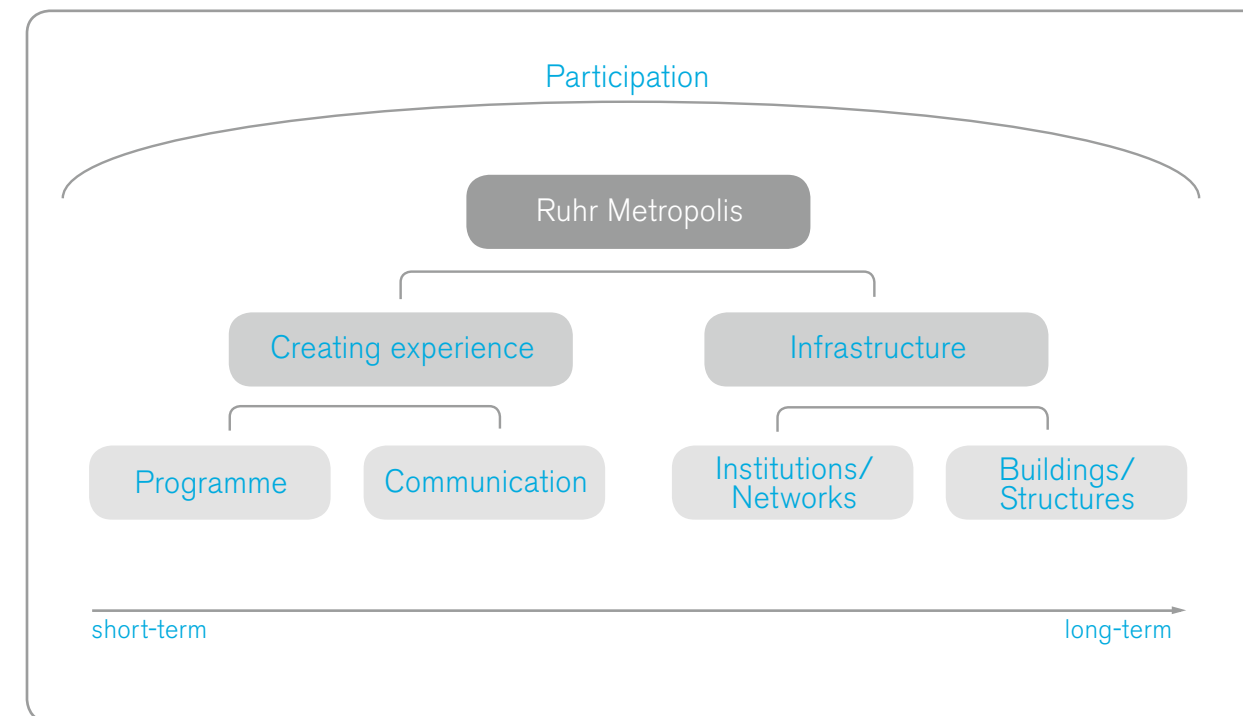 Participation
Ruhr Metropolis
Creating experience
Infrastructure
Programme
Communication
Institutions/
Networks
Buildings/
Structures
short-term
long-term